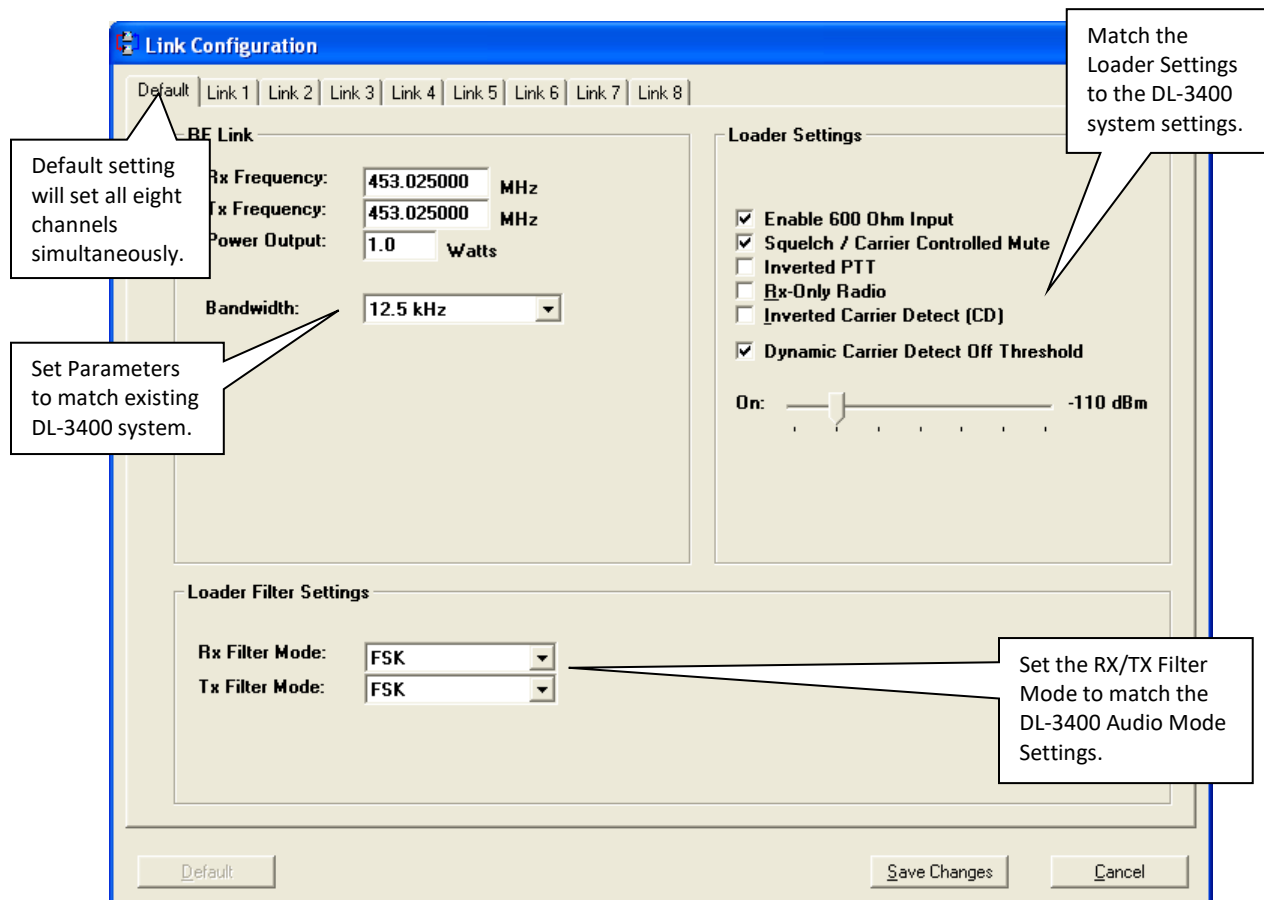 Link Configuration
Match the
Loader Settings
to the DL-3400
system settings.
Default
Link 1
Link 2
Link 3
Link 4
Link 5
Link 6
Link 7
Link 8
Default setting
will set all eight
channels
simultaneously.
RF Link
Rx Frequency:
453.025000
MHz
Tx Frequency:
453.025000
MHz
Power Output:
1.0
Watts
Bandwidth:
12.5 kHz
Set Parameters
to match existing
DL-3400 system.
Loader Settings
Enable 600 Ohm Input
Squelch / Carrier Controlled Mute
Inverted PTT
Rx-Only Radio
Inverted Carrier Detect (CD)
Dynamic Carrier Detect Off Threshold
On:
-110 dBm
Loader Filter Settings
Rx Filter Mode:
FSK
Tx Filter Mode:
FSK
Set the RX/TX Filter
Mode to match the
DL-3400 Audio Mode
Settings.
Default
Save Changes
Cancel